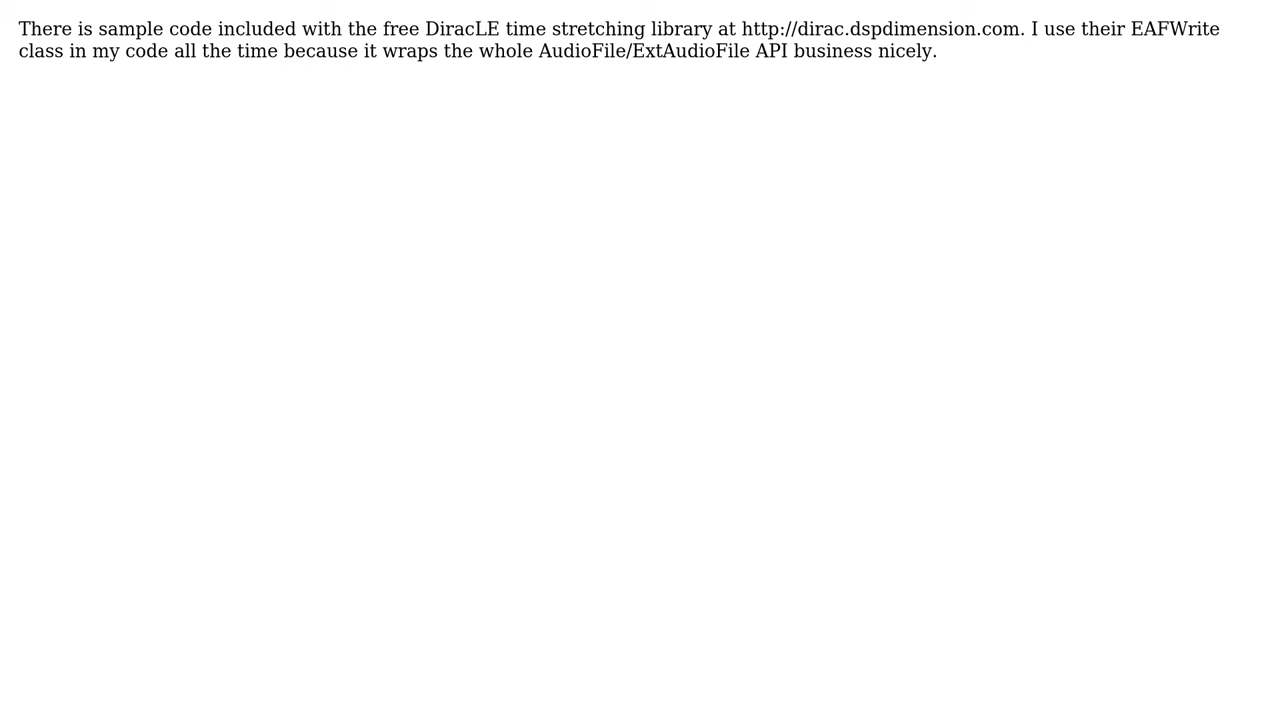 There is sample code included with the free DiracLE time stretching library at http://dirac.dspdimension.com. I use their EAFWrite
class in my code all the time because it wraps the whole AudioFile/ExtAudioFile API business nicely.